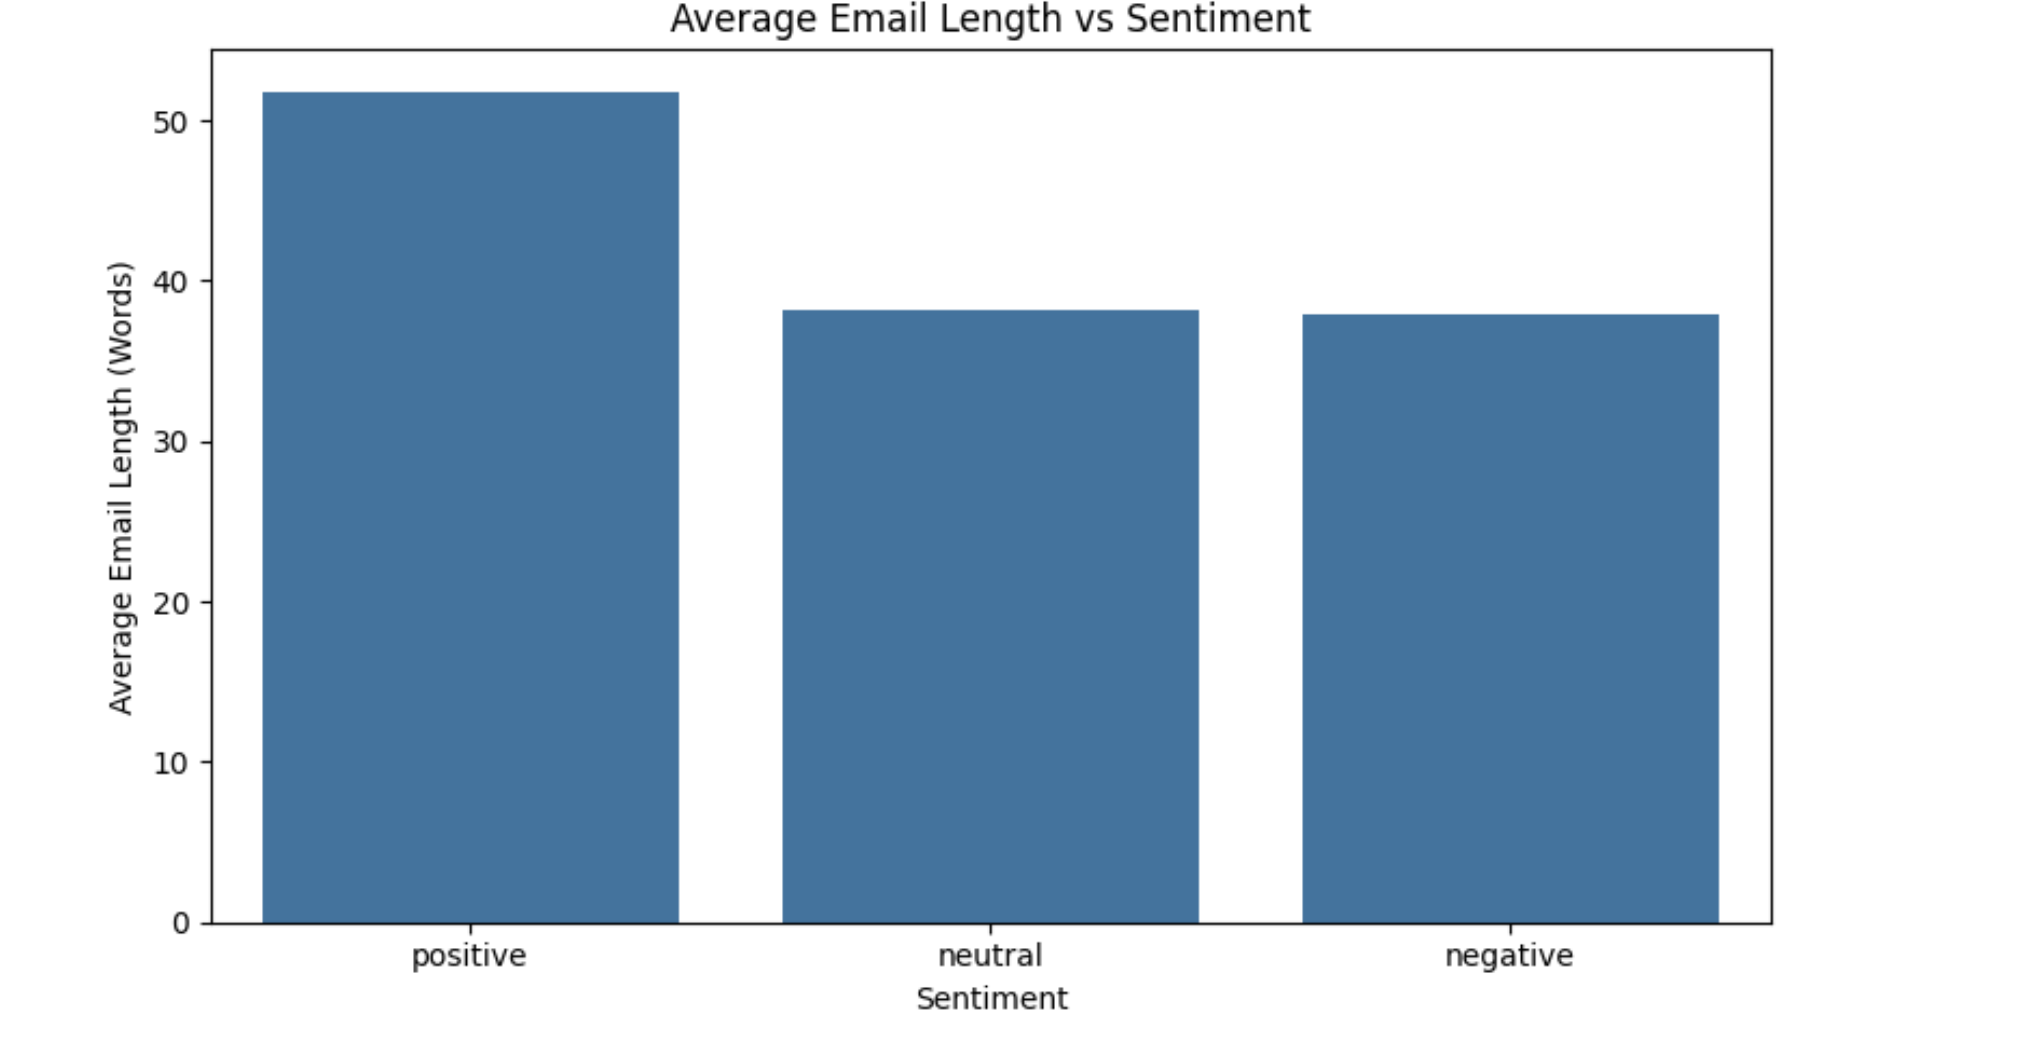 Average Email Length vs Sentiment
Average Email Length (Words)
50
40
30
20
10
0
positive neutral negative
Sentiment